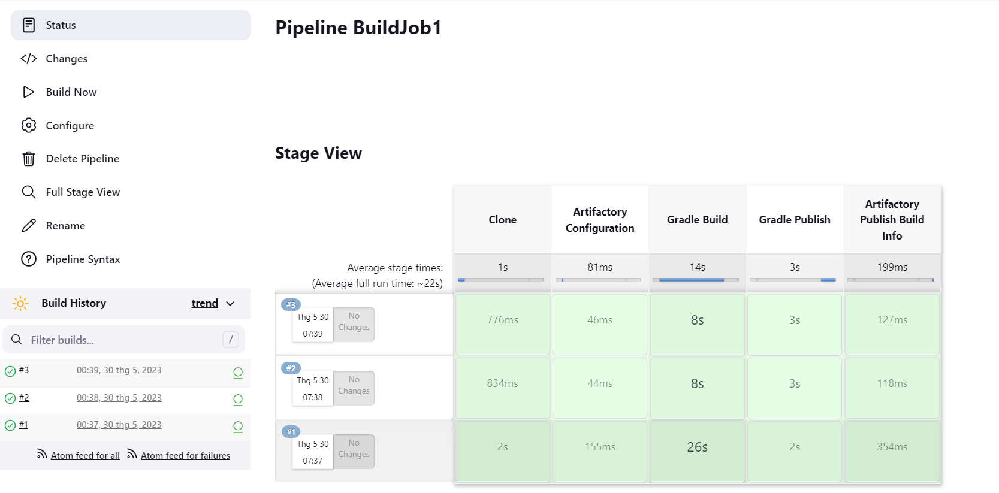 Status
Changes
Build Now
Configure
Delete Pipeline
Full Stage View
Rename
Pipeline Syntax
Build History
trend
Filter builds...
/
#3
00:39, 30 thg 5, 2023
#2
00:38, 30 thg 5, 2023
#1
00:37, 30 thg 5, 2023
Atom feed for all
Atom feed for failures
Pipeline BuildJob1
Stage View
Clone
Artifactory
Configuration
Gradle Build
Gradle Publish
Artifactory
Publish Build
Info
Average stage times:
(Average full run time: ~22s)
1s
81ms
14s
3s
199ms
#3
Thg 5 30
07:39
No
Changes
776ms
46ms
8s
3s
127ms
#2
Thg 5 30
07:38
No
Changes
834ms
44ms
8s
3s
118ms
#1
Thg 5 30
07:37
No
Changes
2s
155ms
26s
2s
354ms